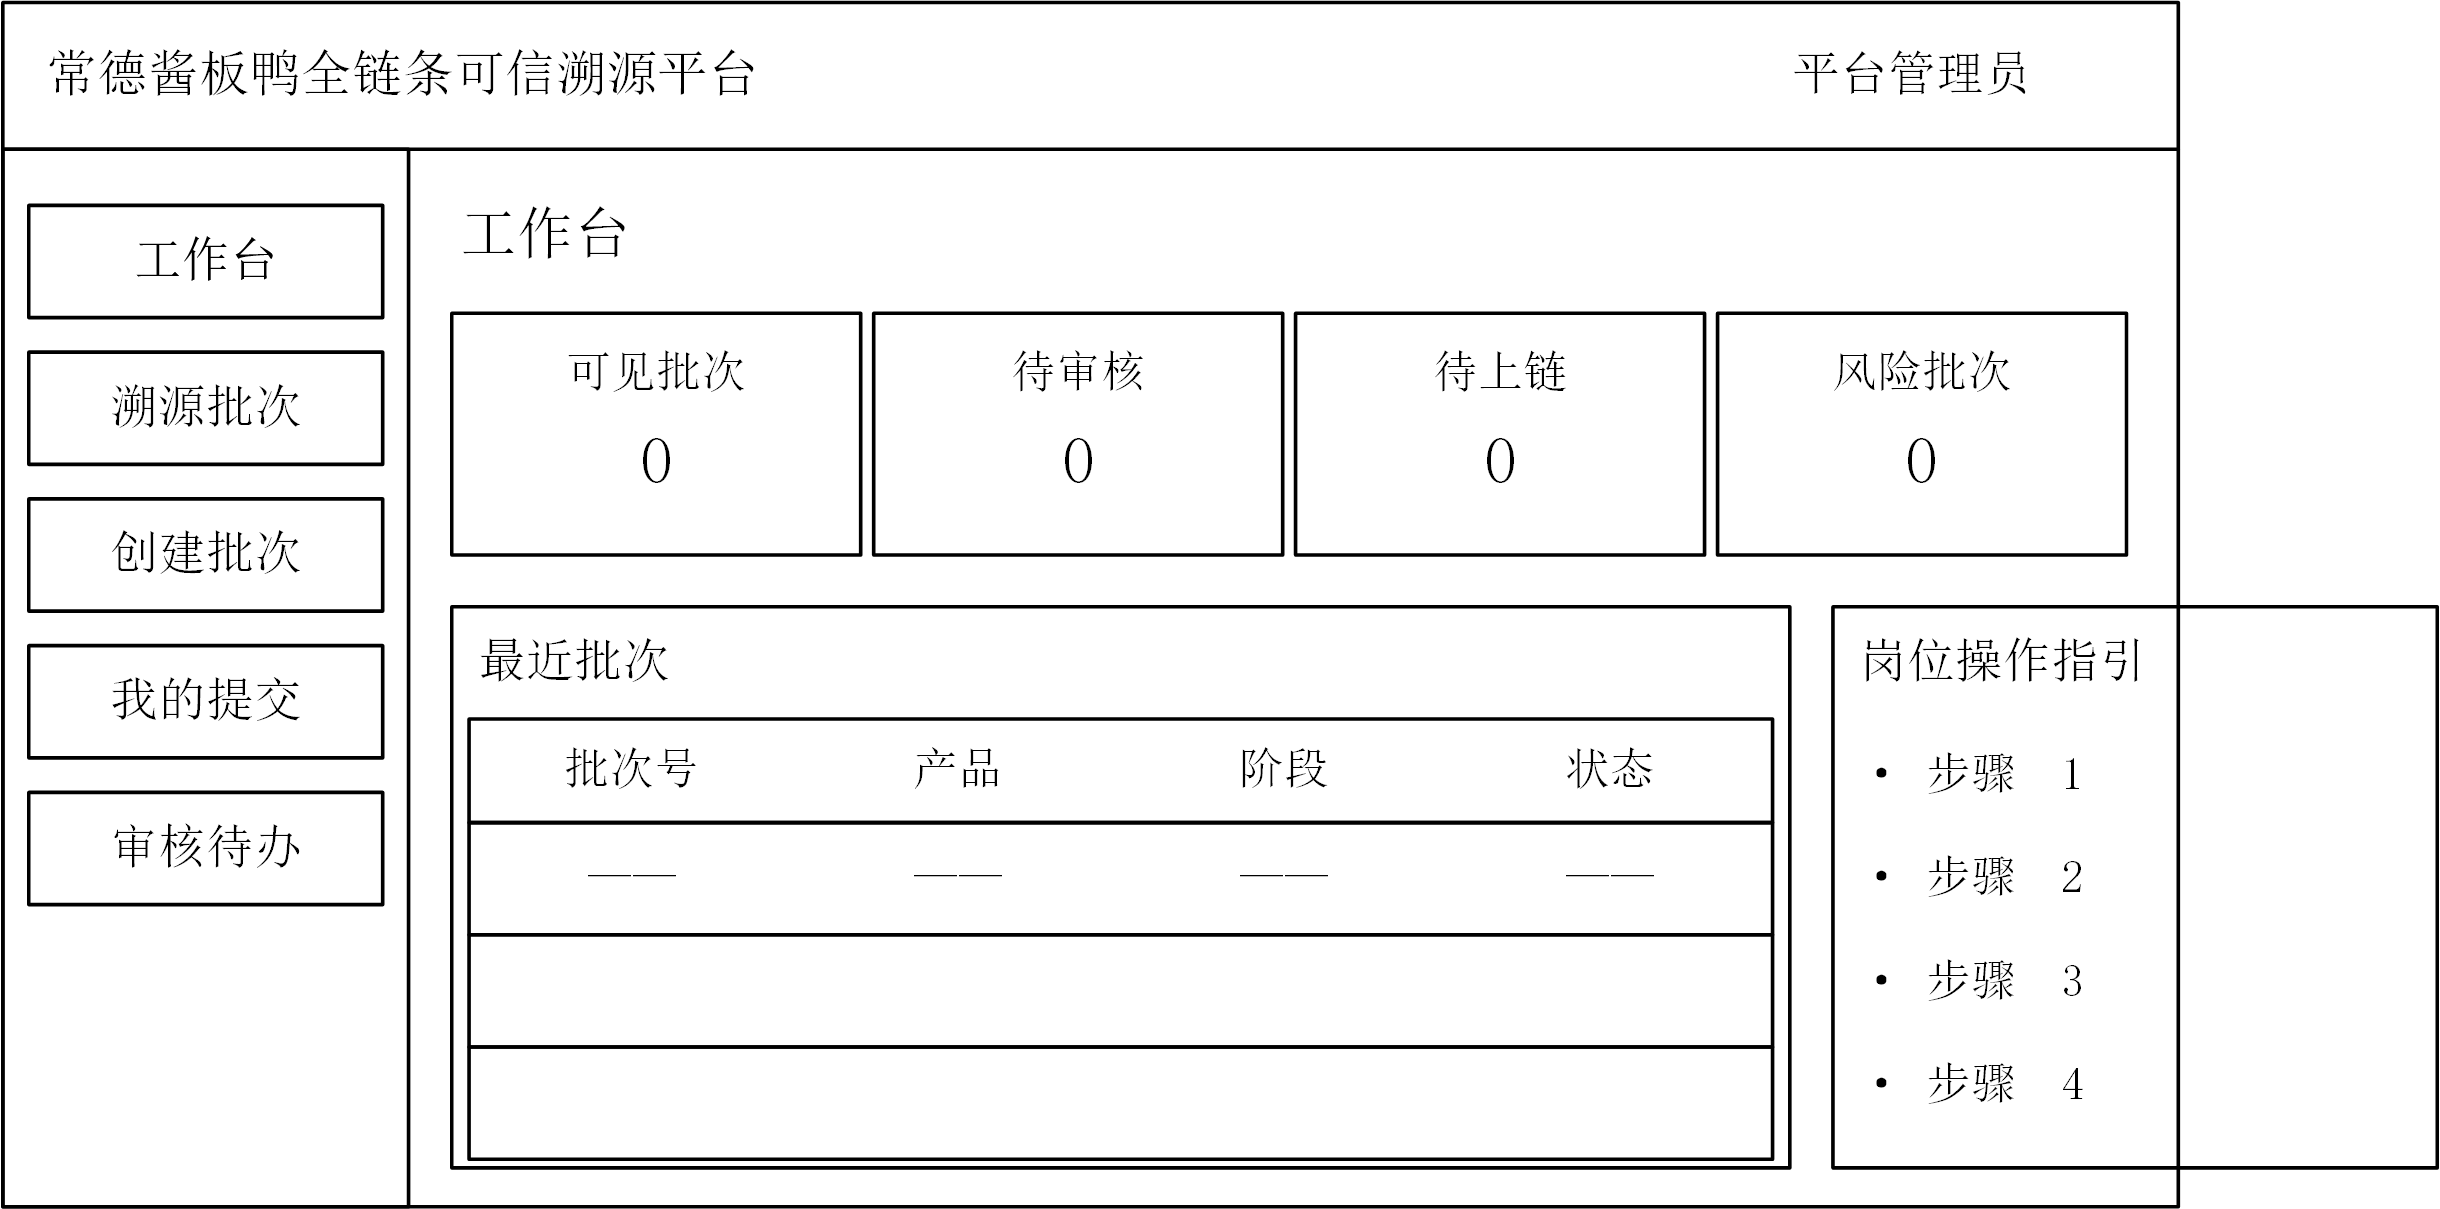 常德酱板鸭全链条可信溯源平台
平台管理员
工作台
溯源批次
创建批次
我的提交
审核待办
工作台
可见批次
0
待审核
0
待上链
0
风险批次
0
最近批次
批次号 产品 阶段 状态
—— —— —— ——
岗位操作指引
· 步骤 1
· 步骤 2
· 步骤 3
· 步骤 4